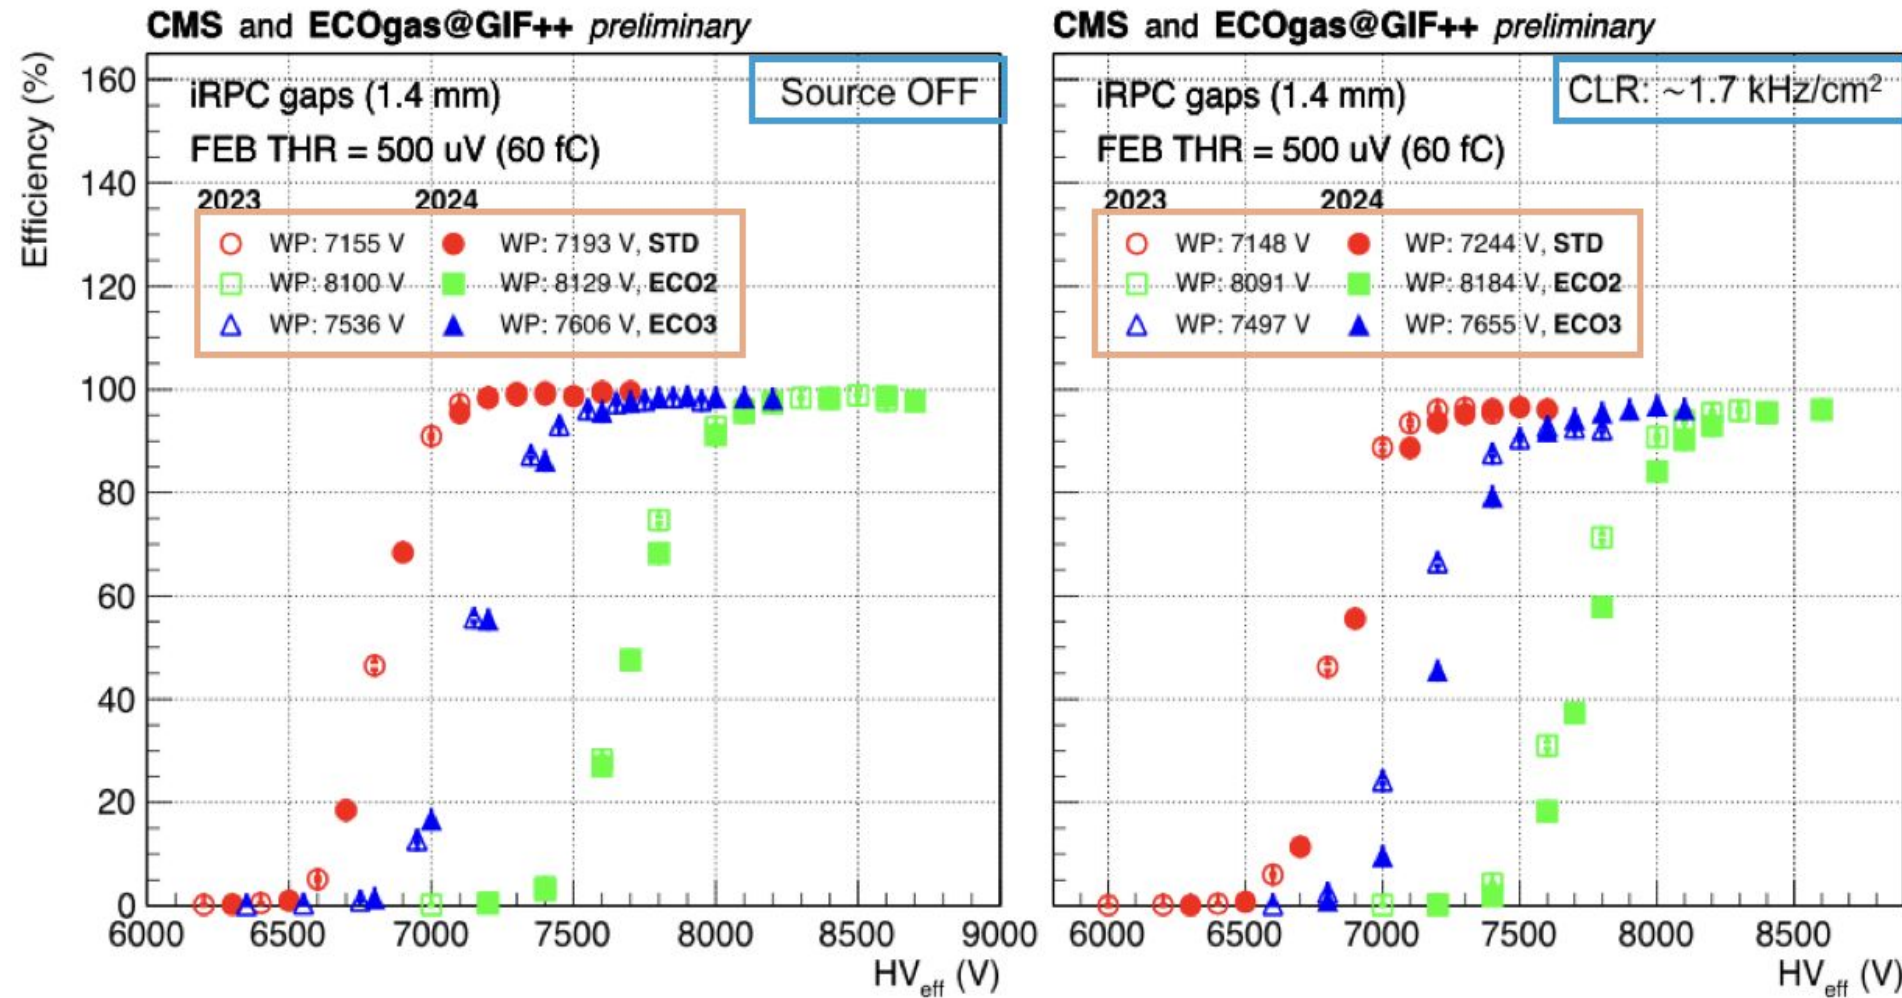 CMS and ECOgas@GIF++ preliminary
Efficiency (%)
160
140
120
100
80
60
40
20
0
iRPC gaps (1.4 mm)
Source OFF
FEB THR = 500 uV (60 fC)
2023 2024
WP: 7155 V WP: 7193 V, STD
WP: 8100 V WP: 8129 V, ECO2
WP: 7536 V WP: 7606 V, ECO3
6000 6500 7000 7500 8000 8500 9000
HVeff (V)
CMS and ECOgas@GIF++ preliminary
iRPC gaps (1.4 mm)
CLR: ~1.7 kHz/cm²
FEB THR = 500 uV (60 fC)
2023 2024
WP: 7148 V WP: 7244 V, STD
WP: 8091 V WP: 8184 V, ECO2
WP: 7497 V WP: 7655 V, ECO3
6000 6500 7000 7500 8000 8500
HVeff (V)